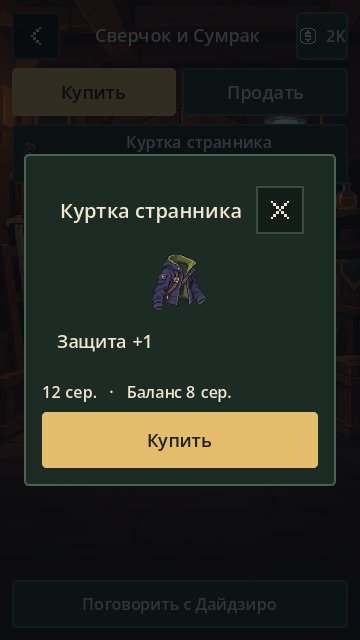 Сверчок и Сумрак
2K
Купить
Продать
Куртка странника
Куртка странника
Защита +1
12 сер. · Баланс 8 сер.
Купить
Поговорить с Дайдзиро